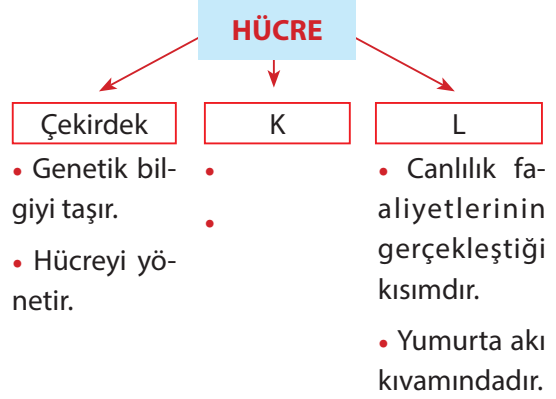 HÜCRE
Çekirdek
• Genetik bil-
giyi taşır.
• Hücreyi yö-
netir.
K
•
•
L
• Canlılık fa-
aliyetlerinin
gerçekleştiği
kısımdır.
• Yumurta akı
kıvamındadır.